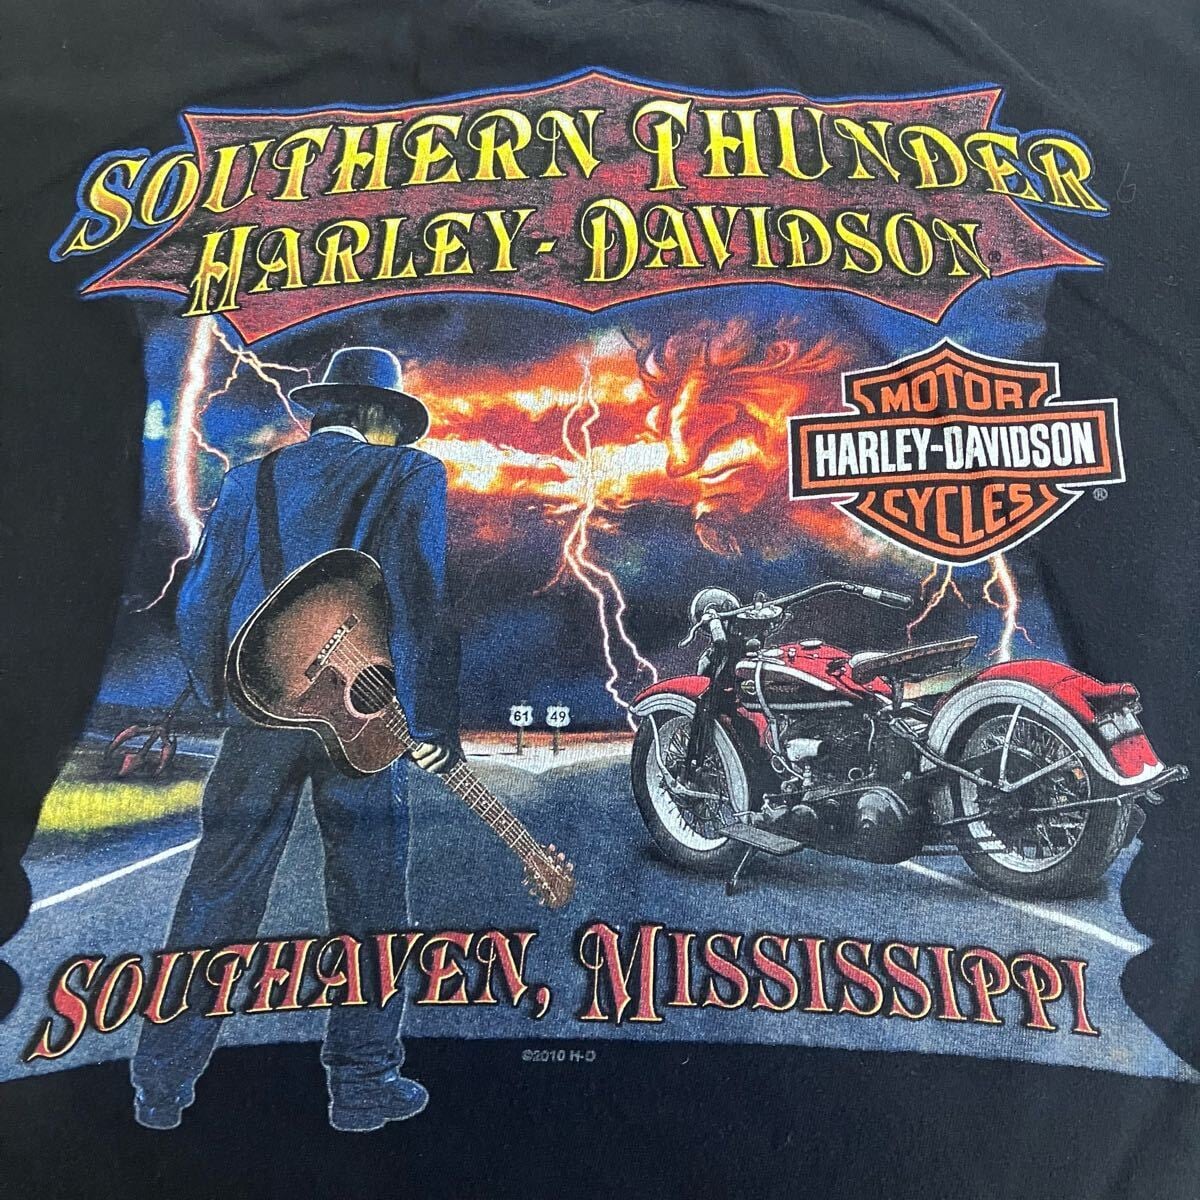 SOUTHERN THUNDER
HARLEY-DAVIDSON®
MOTOR
HARLEY-DAVIDSON
CYCLES
®
61 49
SOUTHAVEN, MISSISSIPPI
©2010 H-D